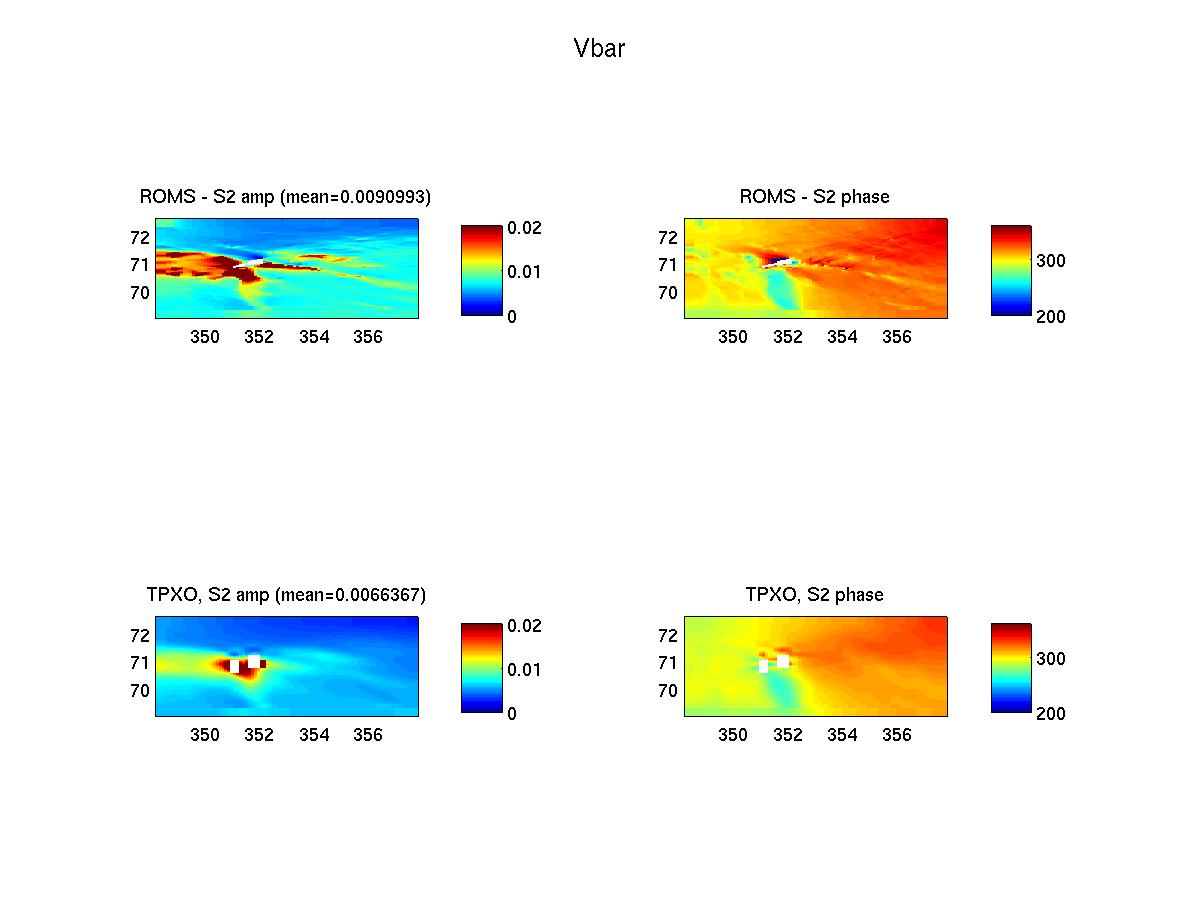 Vbar
ROMS - S2 amp (mean=0.0090993)
72
71
70
350 352 354 356
0.02
0.01
0
ROMS - S2 phase
72
71
70
350 352 354 356
300
200
TPXO, S2 amp (mean=0.0066367)
72
71
70
350 352 354 356
0.02
0.01
0
TPXO, S2 phase
72
71
70
350 352 354 356
300
200